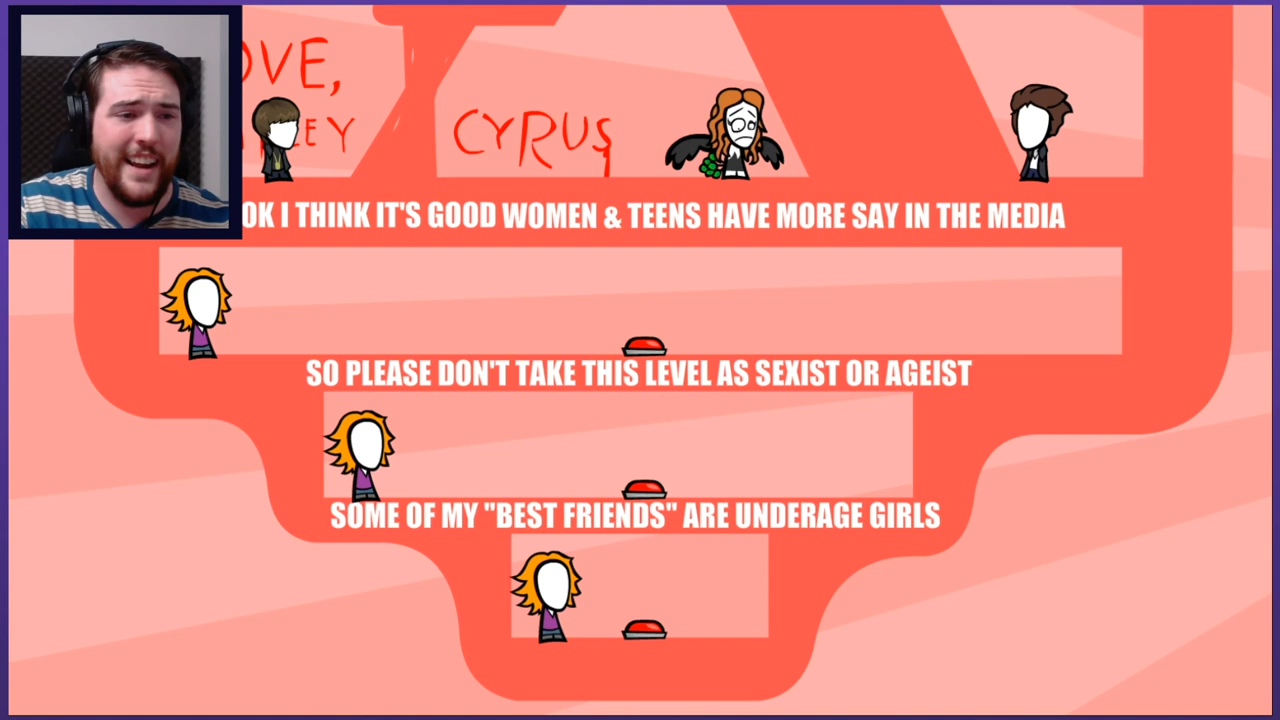 OVE,
EY
CYRUS
OK I THINK IT'S GOOD WOMEN & TEENS HAVE MORE SAY IN THE MEDIA
SO PLEASE DON'T TAKE THIS LEVEL AS SEXIST OR AGEIST
SOME OF MY "BEST FRIENDS" ARE UNDERAGE GIRLS